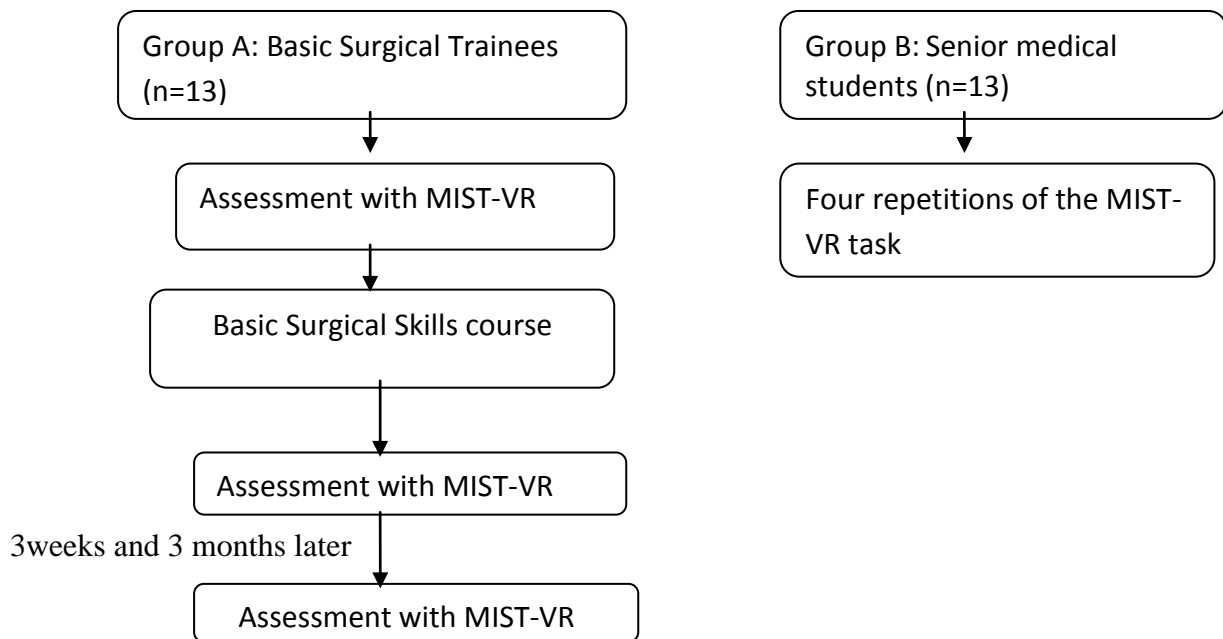 Group A: Basic Surgical Trainees
(n=13)
Group B: Senior medical
students (n=13)
Assessment with MIST-VR
Four repetitions of the MIST-
VR task
Basic Surgical Skills course
Assessment with MIST-VR
3weeks and 3 months later
Assessment with MIST-VR